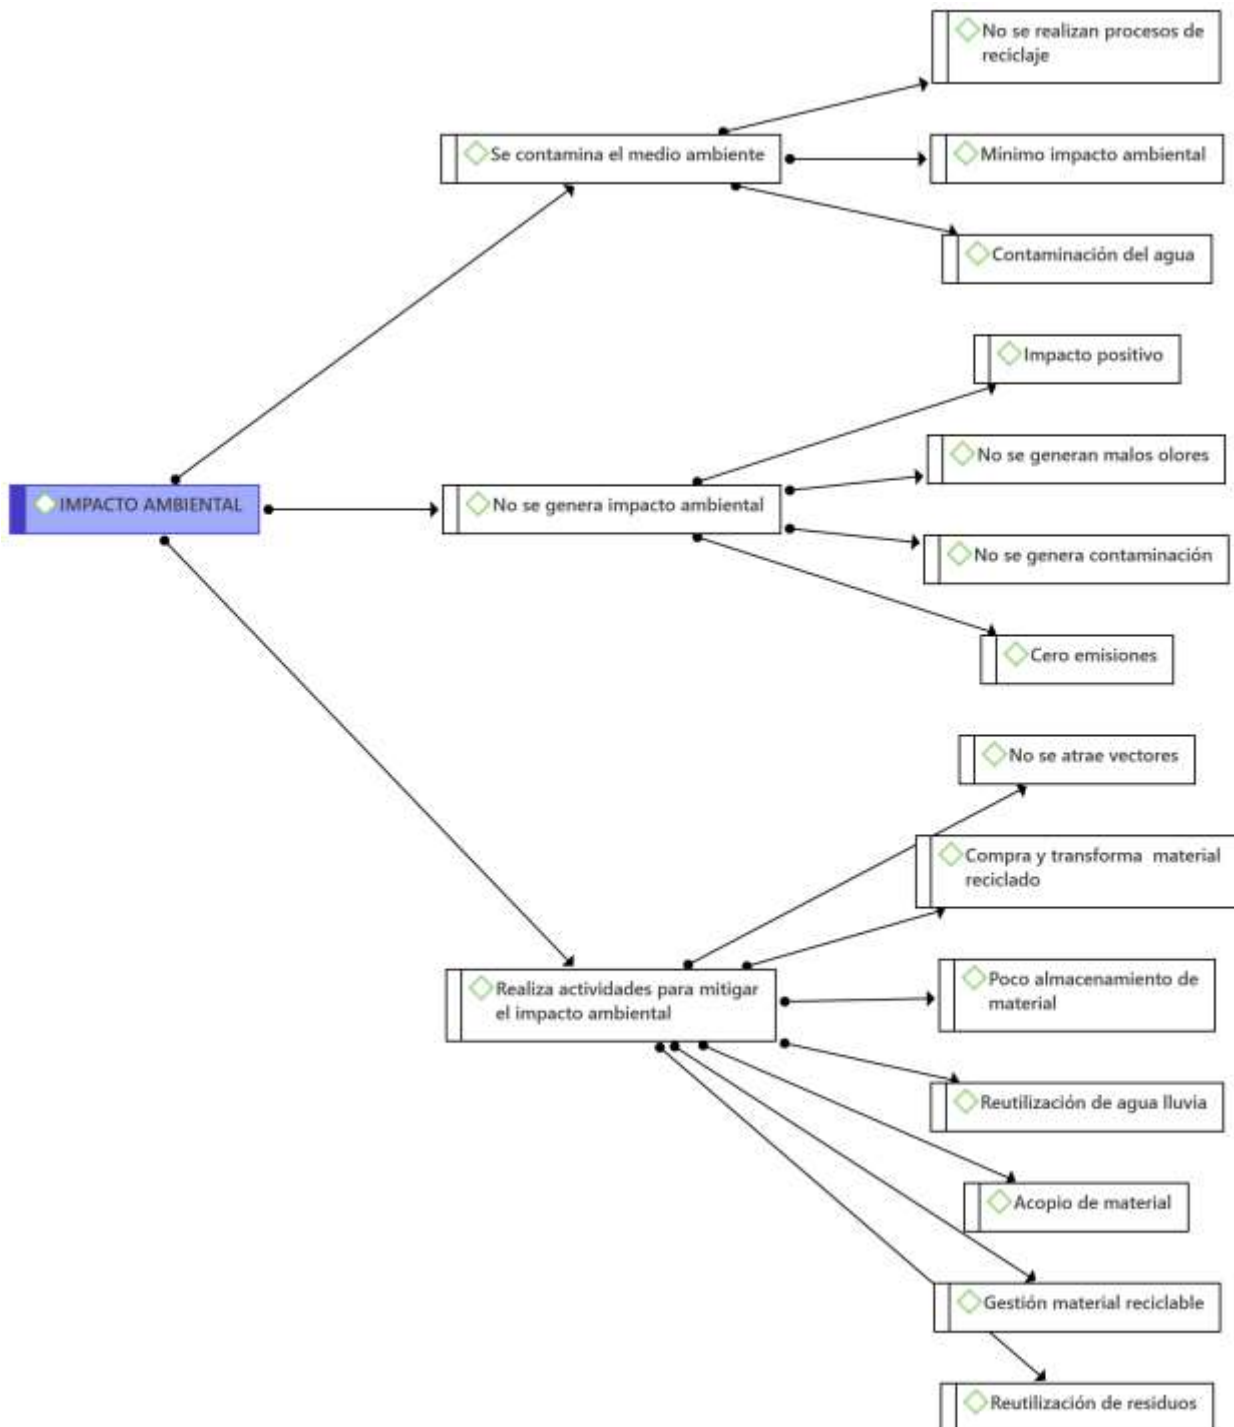 No se realizan procesos de
reciclaje
Se contamina el medio ambiente
Mínimo impacto ambiental
Contaminación del agua
Impacto positivo
No se generan malos olores
IMPACTO AMBIENTAL
No se genera impacto ambiental
No se genera contaminación
Cero emisiones
No se atrae vectores
Compra y transforma material
reciclado
Realiza actividades para mitigar
el impacto ambiental
Poco almacenamiento de
material
Reutilización de agua lluvia
Acopio de material
Gestión material reciclable
Reutilización de residuos